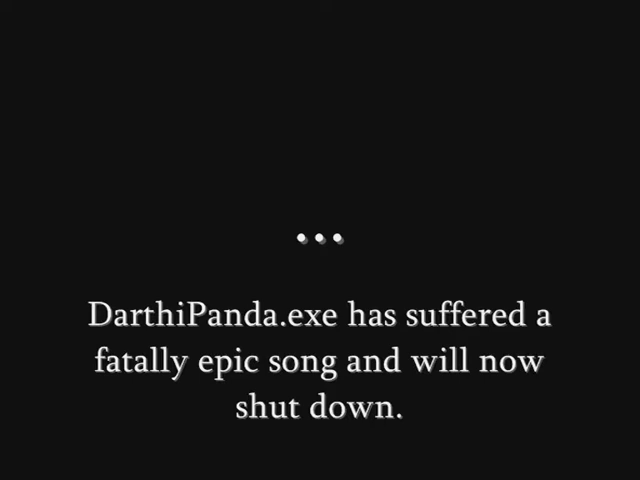 ...
DarthiPanda.exe has suffered a
fatally epic song and will now
shut down.